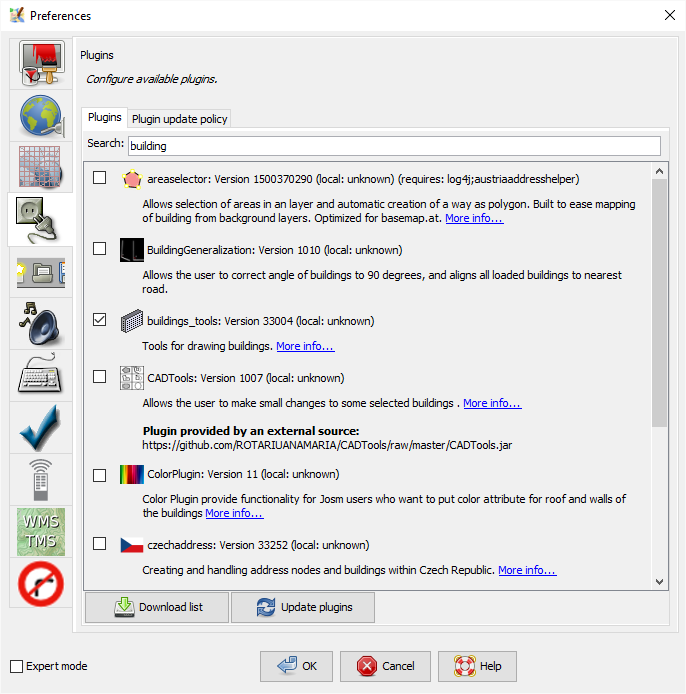 Preferences
Plugins
Configure available plugins.
Plugins
Plugin update policy
Search: building
areaselector: Version 1500370290 (local: unknown) (requires: log4j;austriaaddresshelper)
Allows selection of areas in an layer and automatic creation of a way as polygon. Built to ease mapping
of building from background layers. Optimized for basemap.at. More info...
BuildingGeneralization: Version 1010 (local: unknown)
Allows the user to correct angle of buildings to 90 degrees, and aligns all loaded buildings to nearest
road.
buildings_tools: Version 33004 (local: unknown)
Tools for drawing buildings. More info...
CADTools: Version 1007 (local: unknown)
Allows the user to make small changes to some selected buildings . More info...
Plugin provided by an external source:
https://github.com/ROTARIUANAMARIA/CADTools/raw/master/CADTools.jar
ColorPlugin: Version 11 (local: unknown)
Color Plugin provide functionality for Josm users who want to put color attribute for roof and walls of
the buildings More info...
czechaddress: Version 33252 (local: unknown)
Creating and handling address nodes and buildings within Czech Republic. More info...
WMS
TMS
Download list
Update plugins
Expert mode
OK
Cancel
Help